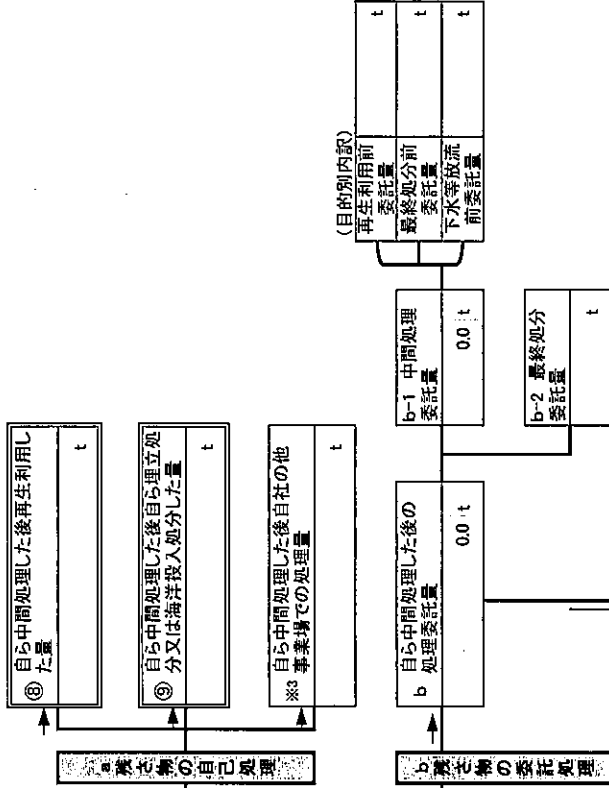 a 残さ物の自己処理
⑧ 自ら中間処理した後再生利用し
た量
t
⑨ 自ら中間処理した後自ら埋立処
分又は海洋投入処分した量
t
※3 自ら中間処理した後自社の他
事業場での処理量
t
b 残さ物の委託処理
b 自ら中間処理した後の
処理委託量
0.0 t
b-1 中間処理
委託量
0.0 t
b-2 最終処分
委託量
t
(目的別内訳)
再生利用前
委託量
t
最終処分前
委託量
t
下水等放流
前委託量
t